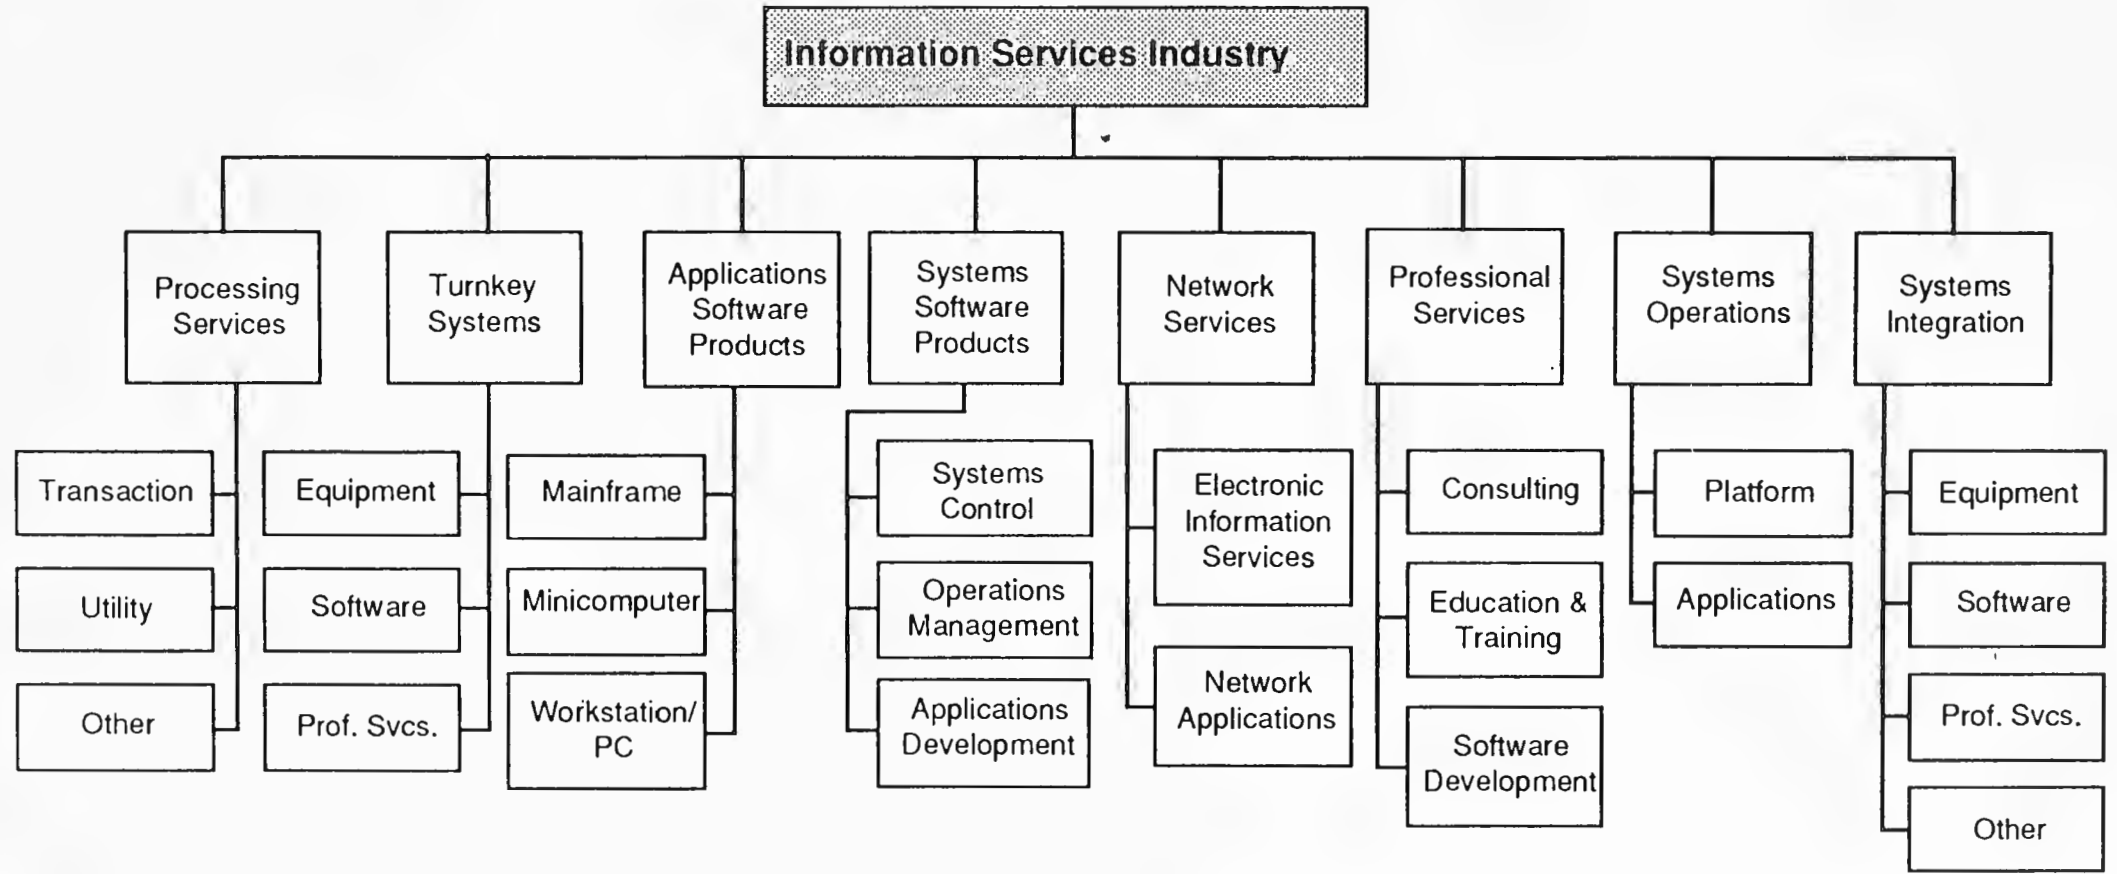 Information Services Industry
Processing
Services
Turnkey
Systems
Applications
Software
Products
Systems
Software
Products
Network
Services
Professional
Services
Systems
Operations
Systems
Integration
Transaction
Utility
Other
Equipment
Software
Prof. Svcs.
Mainframe
Minicomputer
Workstation/
PC
Systems
Control
Operations
Management
Applications
Development
Electronic
Information
Services
Network
Applications
Consulting
Education &
Training
Software
Development
Platform
Applications
Equipment
Software
Prof. Svcs.
Other